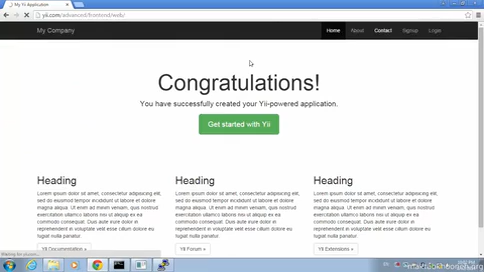 My Yii Application
yii.com/advanced/frontend/web/
My Company
Home
About
Contact
Signup
Login
Congratulations!
You have successfully created your Yii-powered application.
Get started with Yii
Heading
Lorem ipsum dolor sit amet, consectetur adipisicing elit,
sed do eiusmod tempor incididunt ut labore et dolore
magna aliqua. Ut enim ad minim veniam, quis nostrud
exercitation ullamco laboris nisi ut aliquip ex ea
commodo consequat. Duis aute irure dolor in
reprehenderit in voluptate velit esse cillum dolore eu
fugiat nulla pariatur.
Yii Documentation »
Heading
Lorem ipsum dolor sit amet, consectetur adipisicing elit,
sed do eiusmod tempor incididunt ut labore et dolore
magna aliqua. Ut enim ad minim veniam, quis nostrud
exercitation ullamco laboris nisi ut aliquip ex ea
commodo consequat. Duis aute irure dolor in
reprehenderit in voluptate velit esse cillum dolore eu
fugiat nulla pariatur.
Yii Forum »
Heading
Lorem ipsum dolor sit amet, consectetur adipisicing elit,
sed do eiusmod tempor incididunt ut labore et dolore
magna aliqua. Ut enim ad minim veniam, quis nostrud
exercitation ullamco laboris nisi ut aliquip ex ea
commodo consequat. Duis aute irure dolor in
reprehenderit in voluptate velit esse cillum dolore eu
fugiat nulla pariatur.
Yii Extensions »